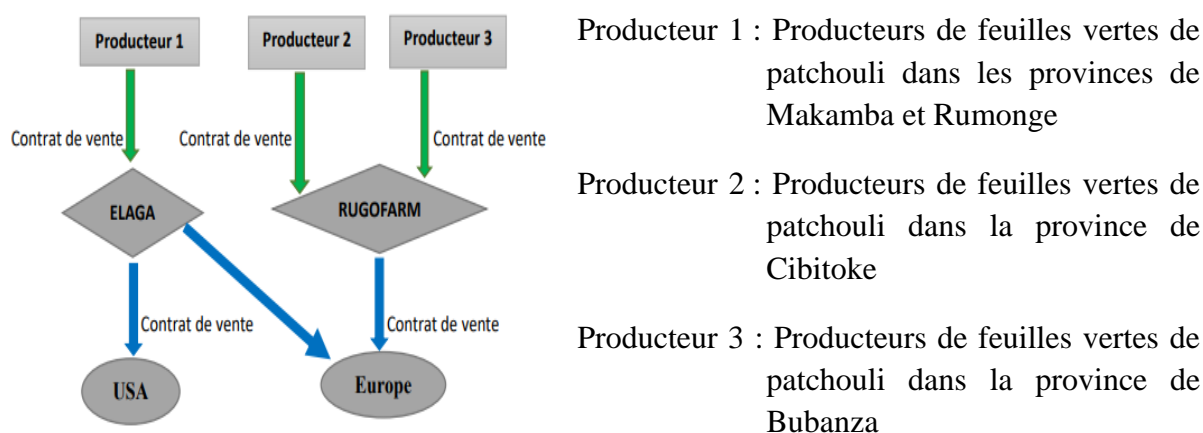 Producteur 1
Producteur 2
Producteur 3
Contrat de vente
Contrat de vente
Contrat de vente
ELAGA
RUGOFARM
Contrat de vente
Contrat de vente
USA
Europe
Producteur 1 : Producteurs de feuilles vertes de
patchouli dans les provinces de
Makamba et Rumonge
Producteur 2 : Producteurs de feuilles vertes de
patchouli dans la province de
Cibitoke
Producteur 3 : Producteurs de feuilles vertes de
patchouli dans la province de
Bubanza